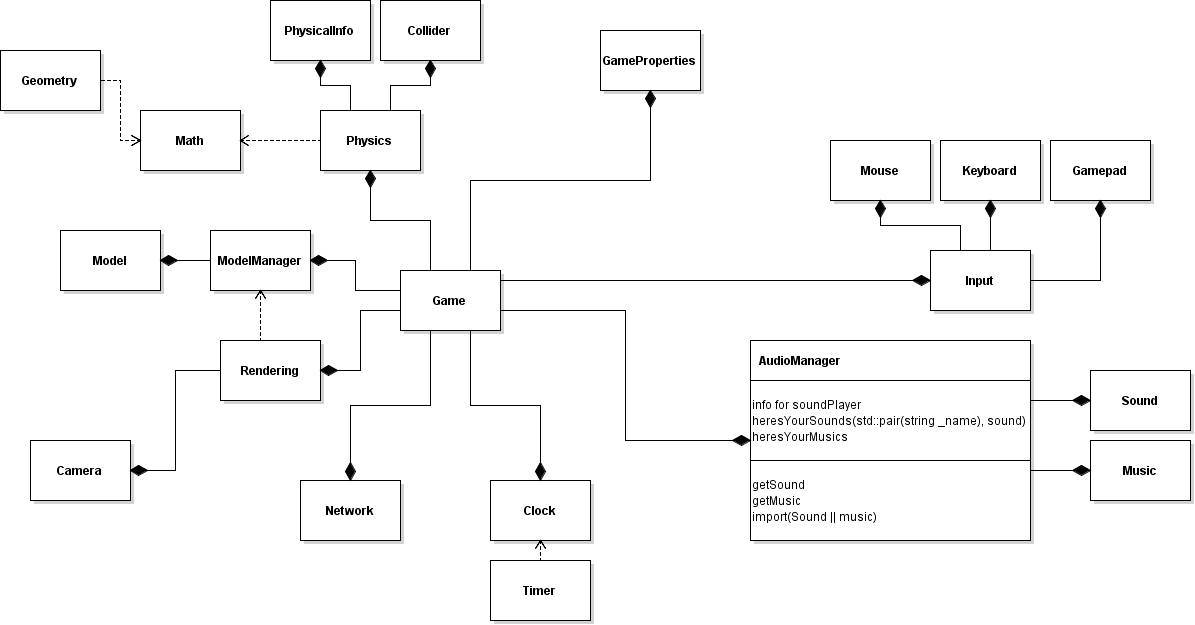 PhysicalInfo
Collider
GameProperties
Geometry
Math
Physics
Mouse
Keyboard
Gamepad
Model
ModelManager
Game
Input
Rendering
AudioManager
info for soundPlayer
heresYourSounds(std::pair(string _name), sound)
heresYourMusics
getSound
getMusic
import(Sound || music)
Sound
Music
Camera
Network
Clock
Timer